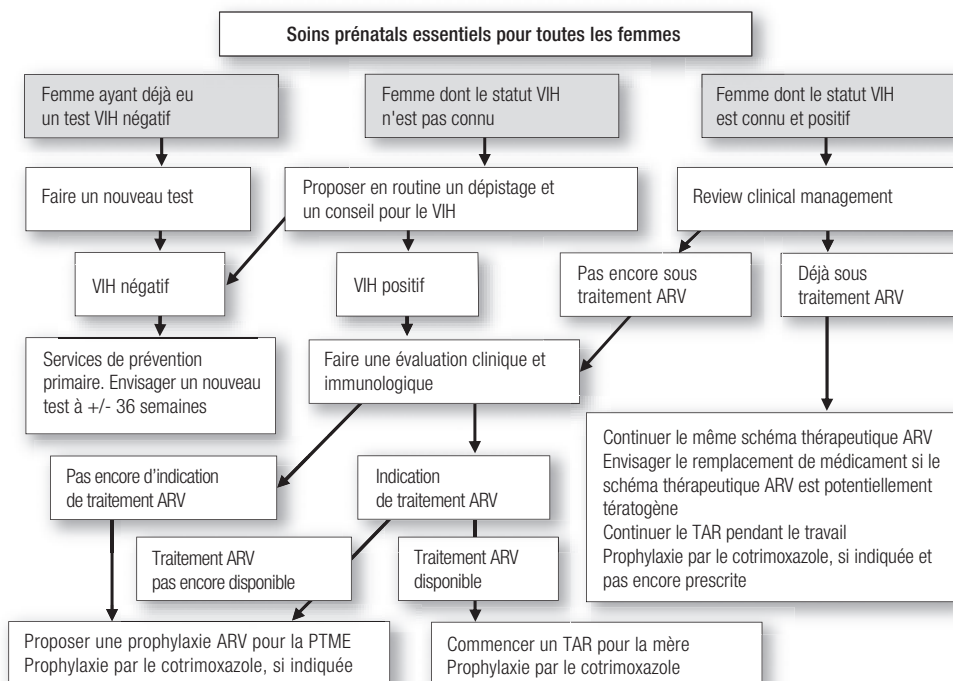 Soins prénatals essentiels pour toutes les femmes
Femme ayant déjà eu
un test VIH négatif
Femme dont le statut VIH
n'est pas connu
Femme dont le statut VIH
est connu et positif
Faire un nouveau test
Proposer en routine un dépistage et
un conseil pour le VIH
Review clinical management
VIH négatif
VIH positif
Pas encore sous
traitement ARV
Déjà sous
traitement ARV
Services de prévention
primaire. Envisager un nouveau
test à +/- 36 semaines
Faire une évaluation clinique et
immunologique
Continuer le même schéma thérapeutique ARV
Envisager le remplacement de médicament si le
schéma thérapeutique ARV est potentiellement
tératogène
Continuer le TAR pendant le travail
Prophylaxie par le cotrimoxazole, si indiquée et
pas encore prescrite
Pas encore d'indication
de traitement ARV
Indication
de traitement ARV
Traitement ARV
pas encore disponible
Traitement ARV
disponible
Proposer une prophylaxie ARV pour la PTME
Prophylaxie par le cotrimoxazole, si indiquée
Commencer un TAR pour la mère
Prophylaxie par le cotrimoxazole